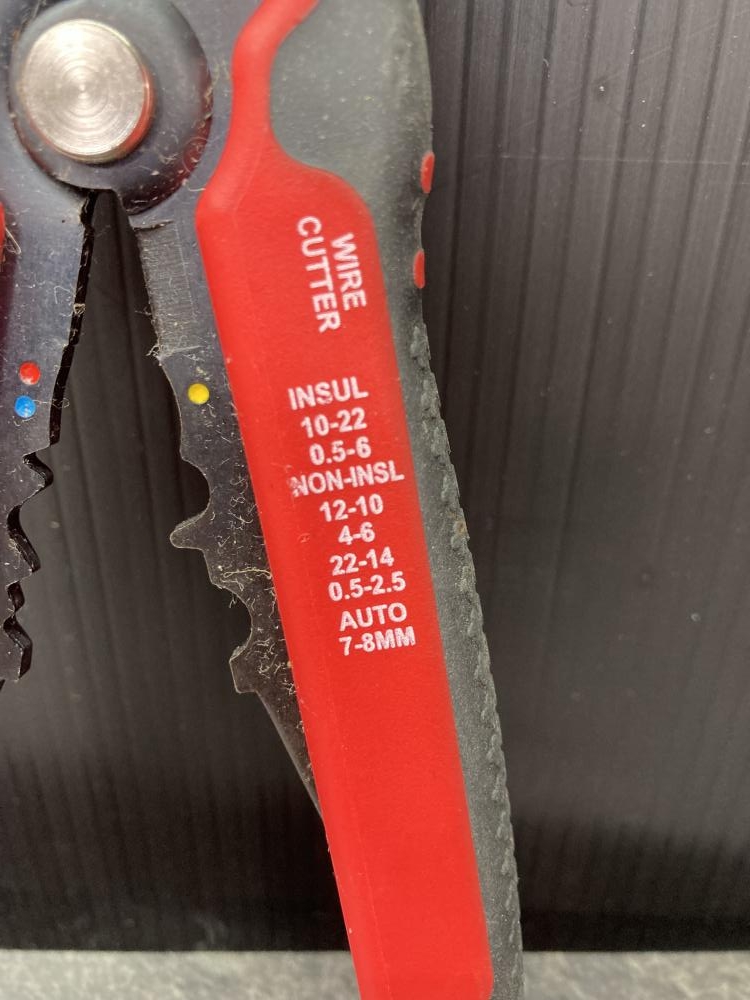 WIRE
CUTTER
INSUL
10-22
0.5-6
NON-INSL
12-10
4-6
22-14
0.5-2.5
AUTO
7-8MM